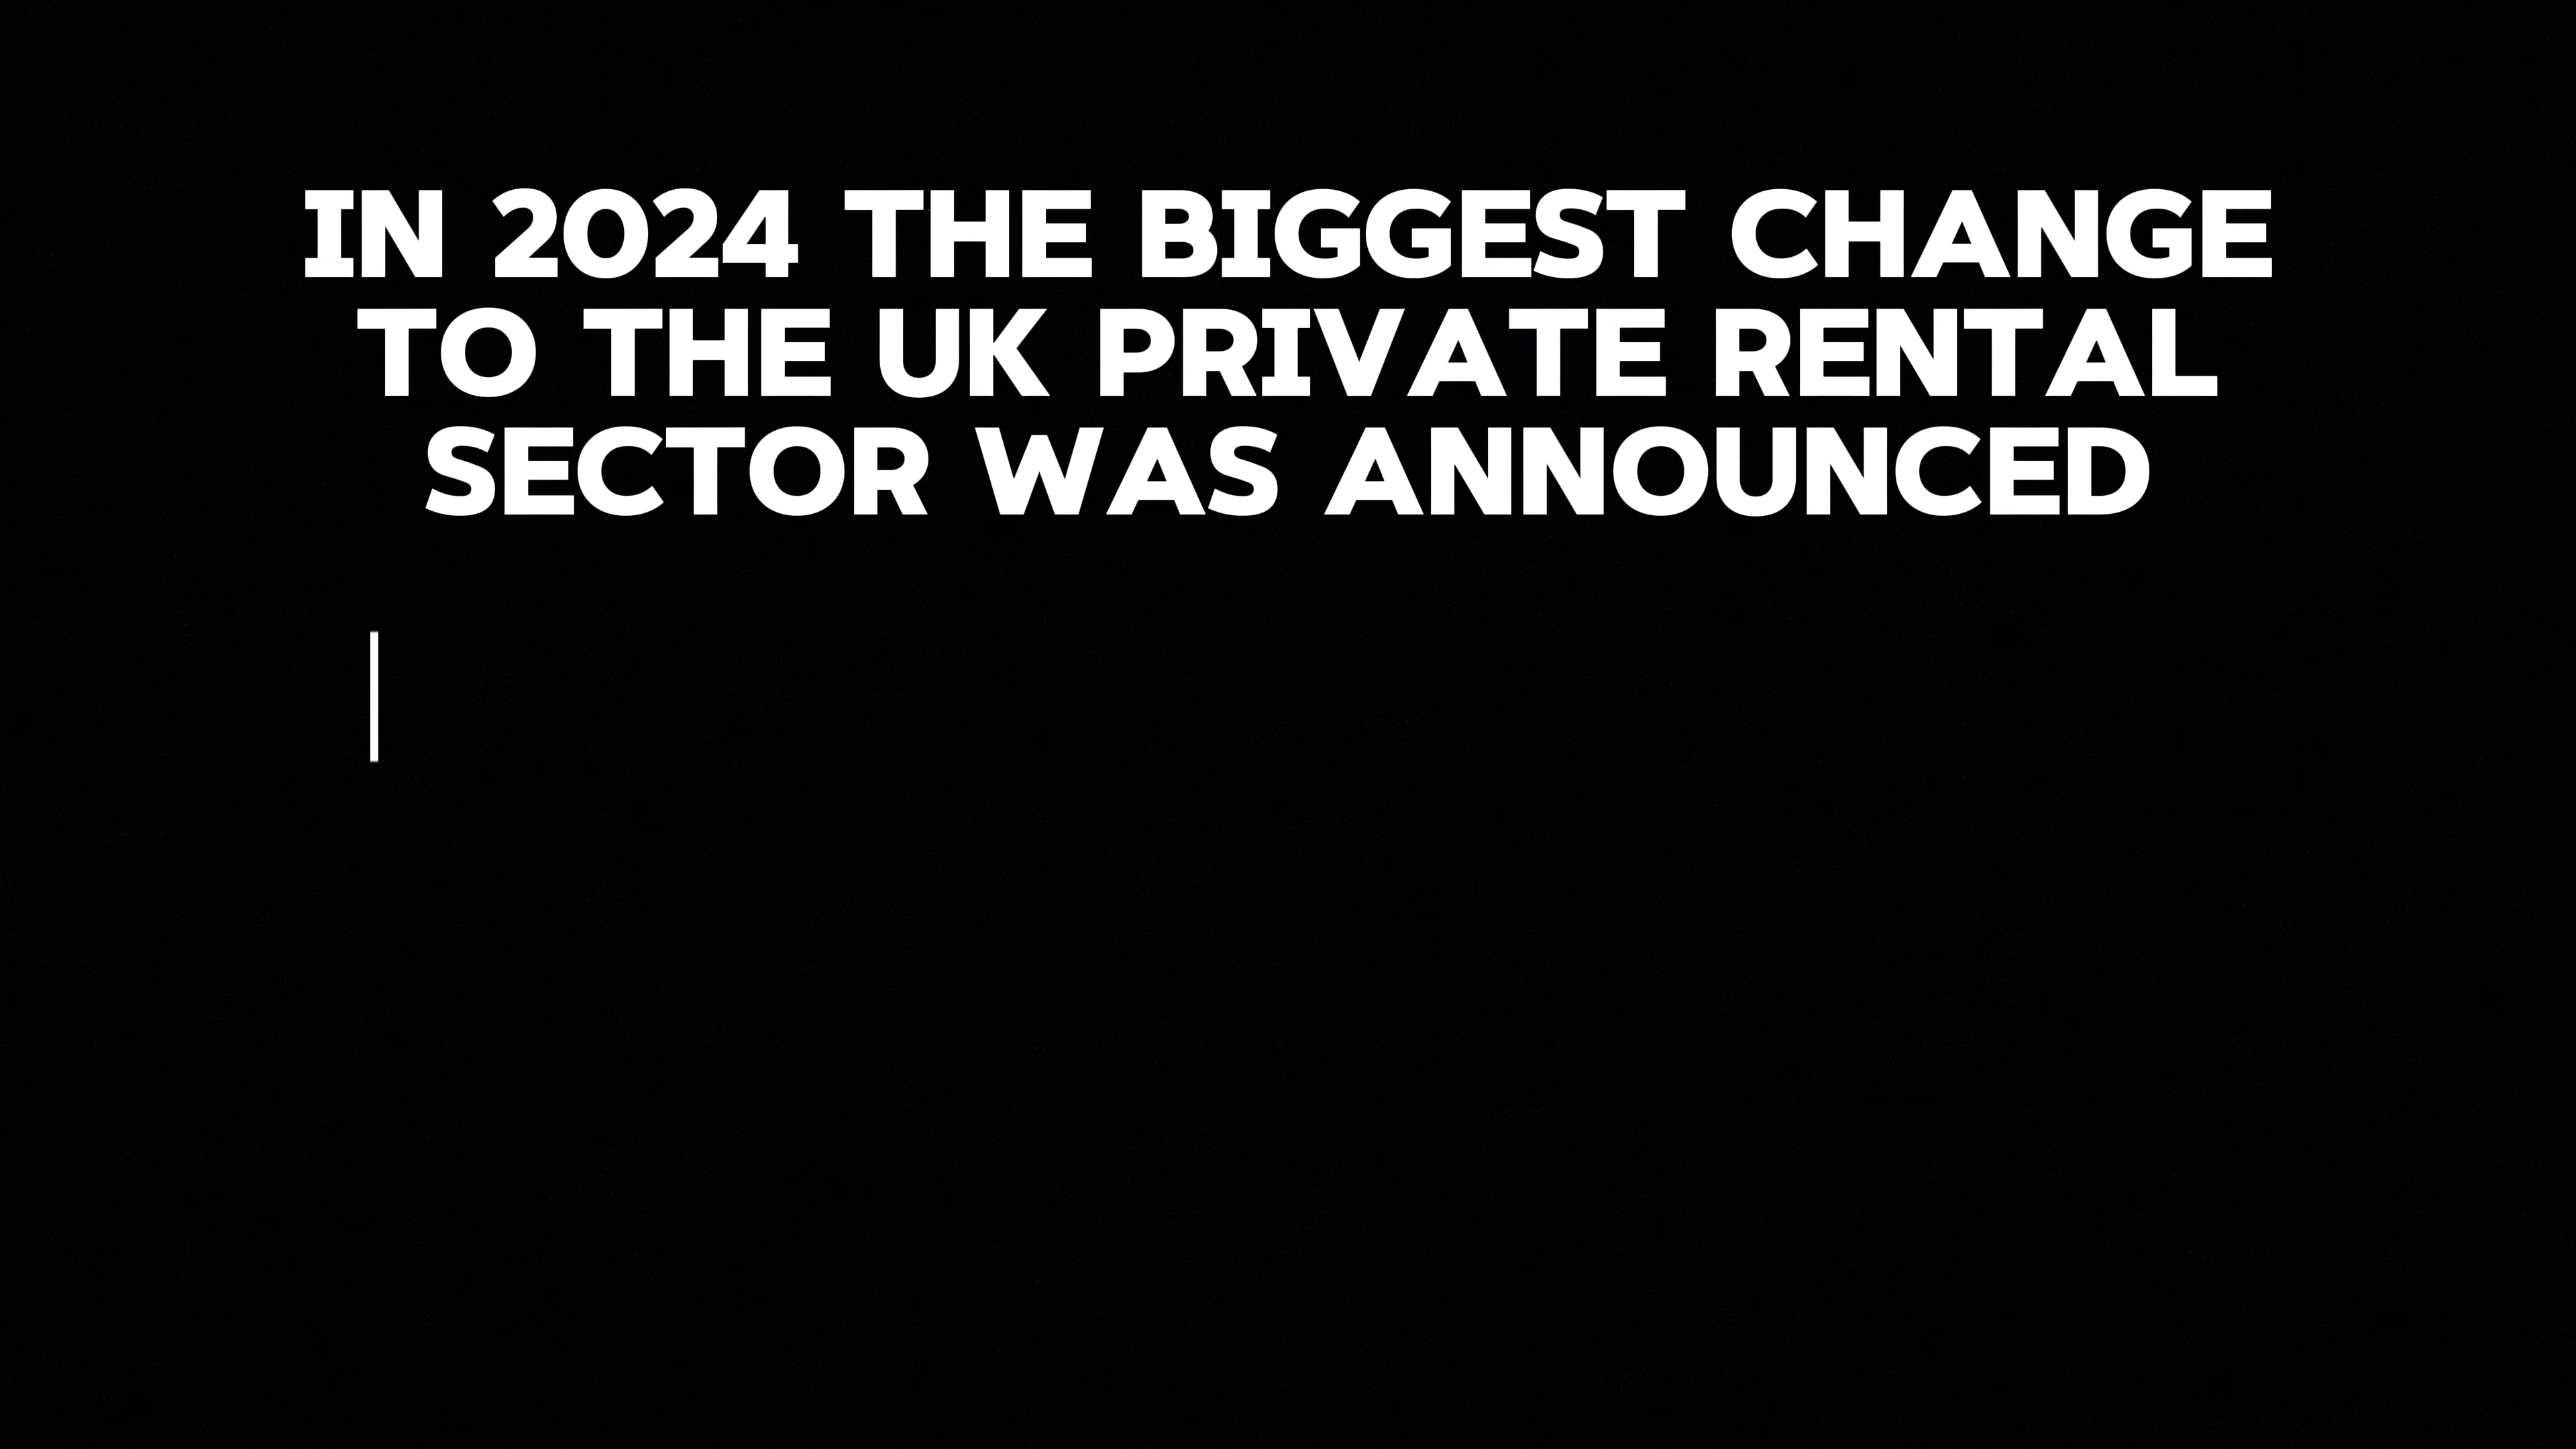 IN 2024 THE BIGGEST CHANGE
TO THE UK PRIVATE RENTAL
SECTOR WAS ANNOUNCED